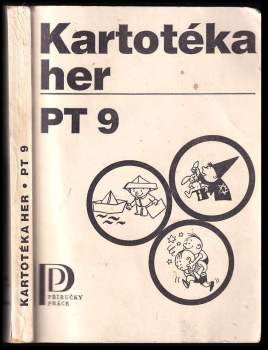 Kartotéka
her
PT 9
KARTOTÉKA HER • PT 9
PŘÍRUČKY
PRÁCE